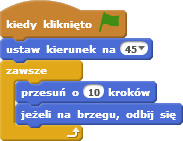 kiedy kliknięto
ustaw kierunek na 45
zawsze
przesuń o 10 kroków
jeżeli na brzegu, odbij się